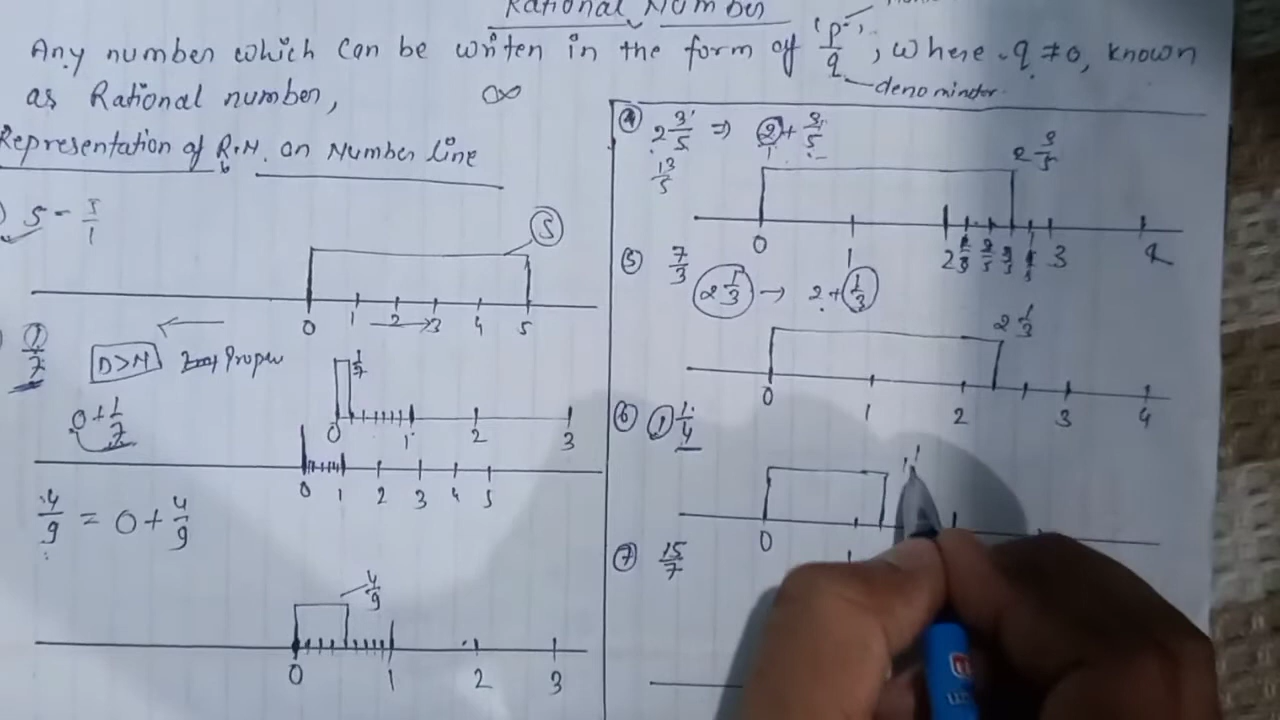 Rational Number
Any number which can be writen in the form of 'p/q', where q ≠ 0, known
denominter
as Rational number, ∞
Representation of R.N. on Number line
5 - 5/1
5
0 1 2 3 4 5
1/7 D>N Proper
0 + 1/7
1/7
0 1 2 3
0 1 2 3 4 5
4/9 = 0 + 4/9
4/9
0 1 2 3
④ 2 3/5 ⇒ 2 + 3/5
13/5
2 3/5
0 1 2 3 4
⑤ 7/3
2 1/3 → 2 + 1/3
2 1/3
0 1 2 3 4
⑥ 1 1/4
0 1
⑦ 15/7